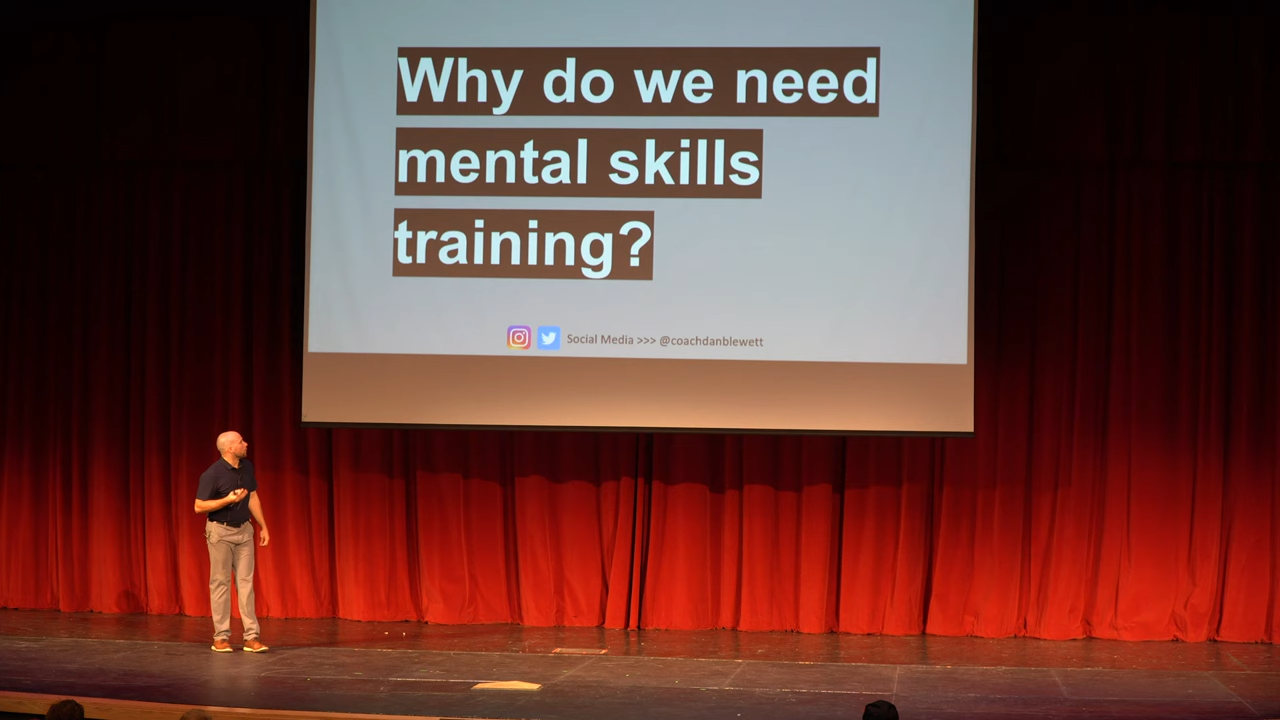 Why do we need
mental skills
training?
Social Media >>> @coachdanblewett